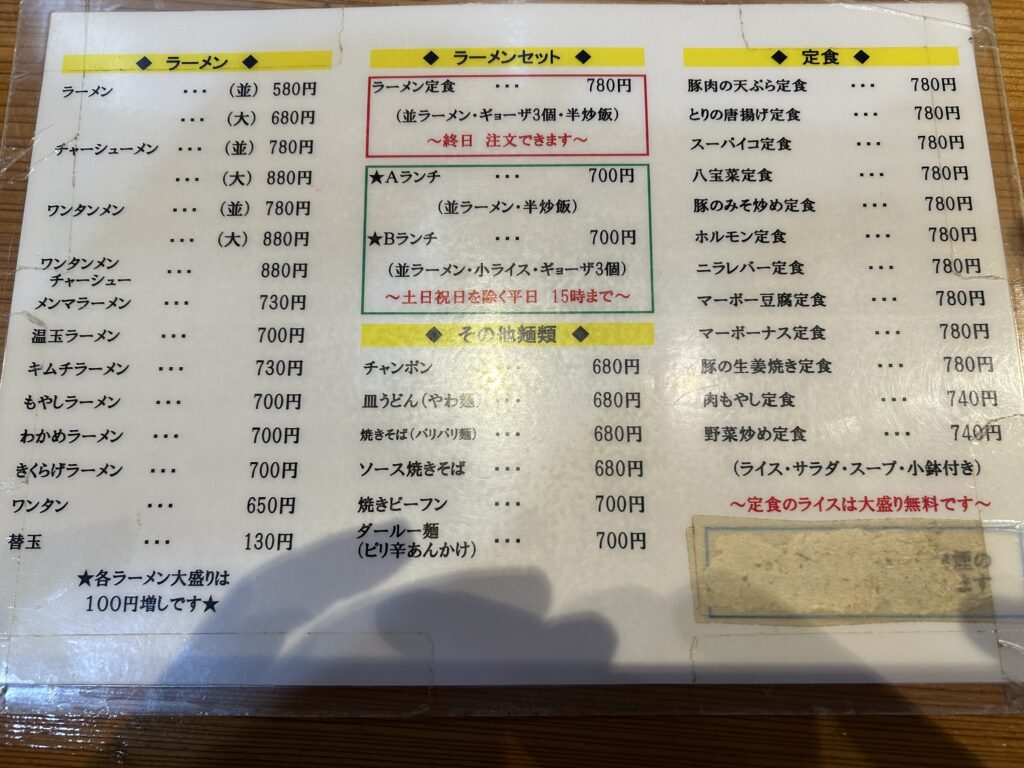 ◆ ラーメン ◆
ラーメン ・・・ （並） 580円
・・・ （大） 680円
チャーシューメン ・・・ （並） 780円
・・・ （大） 880円
ワンタンメン ・・・ （並） 780円
・・・ （大） 880円
ワンタンメン
チャーシュー ・・・ 880円
メンマラーメン ・・・ 730円
温玉ラーメン ・・・ 700円
キムチラーメン ・・・ 730円
もやしラーメン ・・・ 700円
わかめラーメン ・・・ 700円
きくらげラーメン ・・・ 700円
ワンタン ・・・ 650円
替玉 ・・・ 130円
★各ラーメン大盛りは
100円増しです★
◆ ラーメンセット ◆
ラーメン定食 ・・・ 780円
（並ラーメン・ギョーザ3個・半炒飯）
～終日 注文できます～
★Aランチ ・・・ 700円
（並ラーメン・半炒飯）
★Bランチ ・・・ 700円
（並ラーメン・小ライス・ギョーザ3個）
～土日祝日を除く平日 15時まで～
◆ その他麺類 ◆
チャンポン ・・・ 680円
皿うどん（やわ麺） ・・・ 680円
焼きそば（パリパリ麺） ・・・ 680円
ソース焼きそば ・・・ 680円
焼きビーフン ・・・ 700円
ダールー麺
（ピリ辛あんかけ） ・・・ 700円
◆ 定食 ◆
豚肉の天ぷら定食 ・・・ 780円
とりの唐揚げ定食 ・・・ 780円
スーパイコ定食 ・・・ 780円
八宝菜定食 ・・・ 780円
豚のみそ炒め定食 ・・・ 780円
ホルモン定食 ・・・ 780円
ニラレバー定食 ・・・ 780円
マーボー豆腐定食 ・・・ 780円
マーボーナス定食 ・・・ 780円
豚の生姜焼き定食 ・・・ 780円
肉もやし定食 ・・・ 740円
野菜炒め定食 ・・・ 740円
（ライス・サラダ・スープ・小鉢付き）
～定食のライスは大盛り無料です～